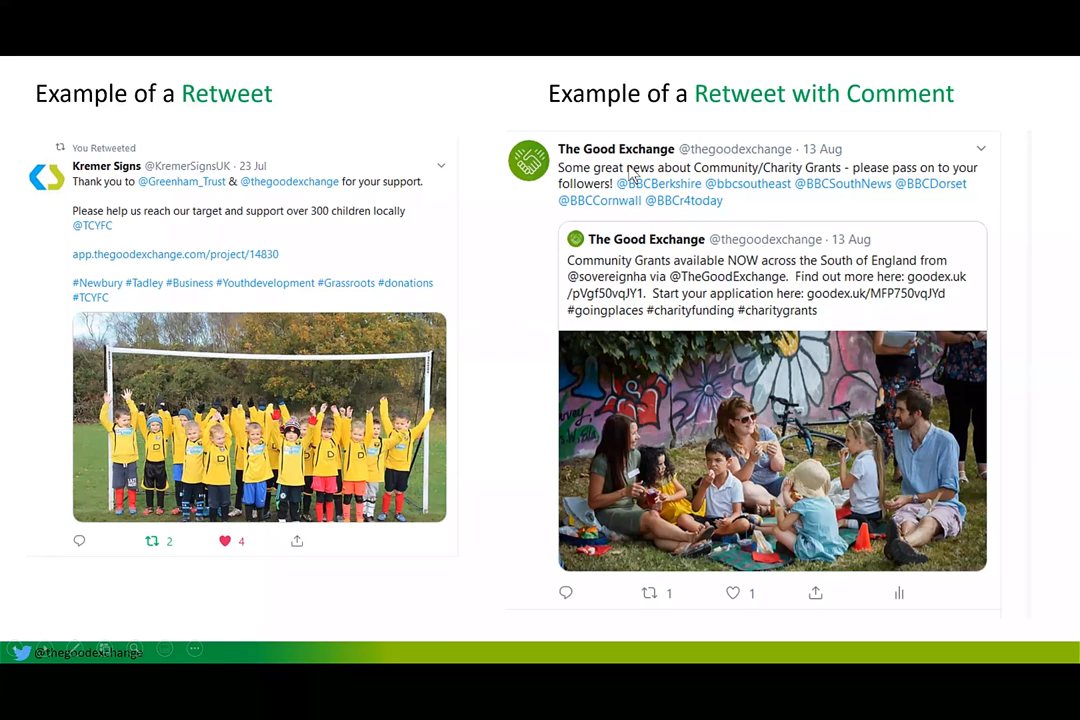 Example of a Retweet
You Retweeted
Kremer Signs @KremerSignsUK · 23 Jul
Thank you to @Greenham_Trust & @thegoodexchange for your support.
Please help us reach our target and support over 300 children locally
@TCYFC
app.thegoodexchange.com/project/14830
#Newbury #Tadley #Business #Youthdevelopment #Grassroots #donations
#TCYFC
2
4
Example of a Retweet with Comment
The Good Exchange @thegoodexchange · 13 Aug
Some great news about Community/Charity Grants - please pass on to your
followers! @BBCBerkshire @bbcsoutheast @BBCSouthNews @BBCDorset
@BBCCornwall @BBCr4today
The Good Exchange @thegoodexchange · 13 Aug
Community Grants available NOW across the South of England from
@sovereignha via @TheGoodExchange. Find out more here: goodex.uk
/pVgf50vqJY1. Start your application here: goodex.uk/MFP750vqJYd
#goingplaces #charityfunding #charitygrants
1
1
@thegoodexchange